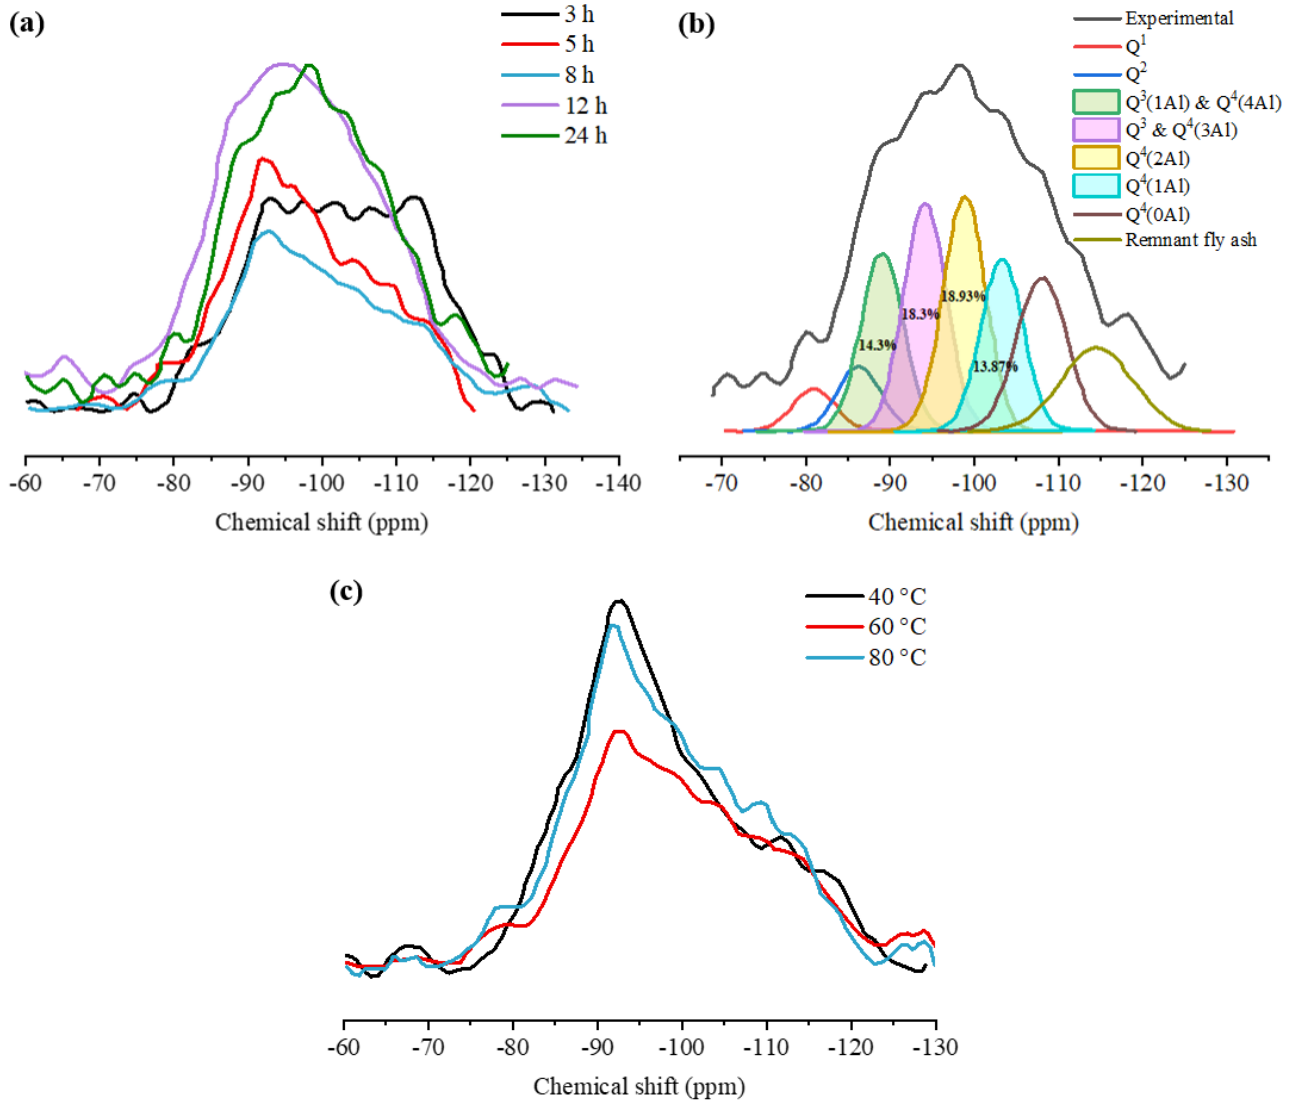 (a)
3 h
5 h
8 h
12 h
24 h
-60 -70 -80 -90 -100 -110 -120 -130 -140
Chemical shift (ppm)
(b)
Experimental
Q¹
Q²
Q³(1Al) & Q⁴(4Al)
Q³ & Q⁴(3Al)
Q⁴(2Al)
Q⁴(1Al)
Q⁴(0Al)
Remnant fly ash
18.93%
18.3%
14.3%
13.87%
-70 -80 -90 -100 -110 -120 -130
Chemical shift (ppm)
(c)
40 °C
60 °C
80 °C
-60 -70 -80 -90 -100 -110 -120 -130
Chemical shift (ppm)